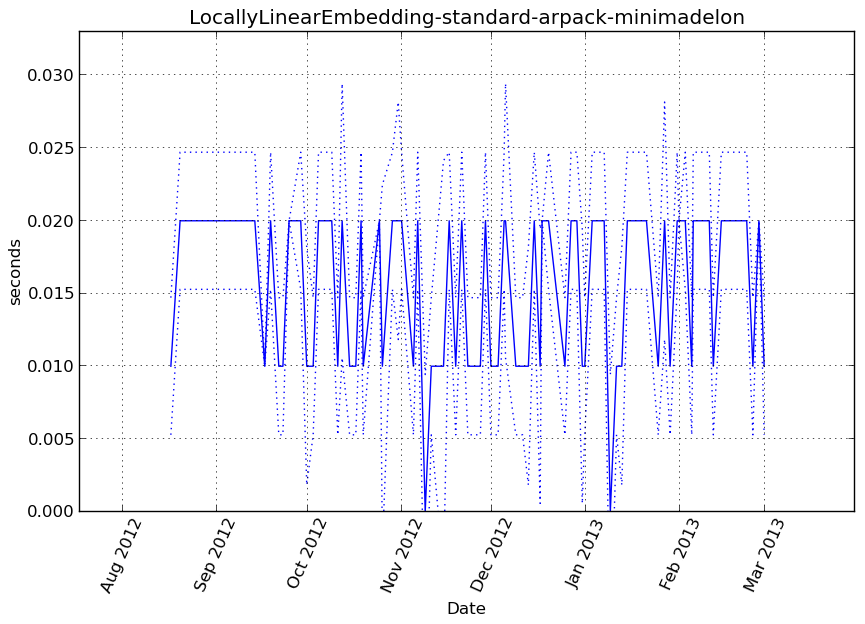 LocallyLinearEmbedding-standard-arpack-minimadelon
0.030
0.025
0.020
0.015
0.010
0.005
0.000
seconds
Aug 2012
Sep 2012
Oct 2012
Nov 2012
Dec 2012
Jan 2013
Feb 2013
Mar 2013
Date